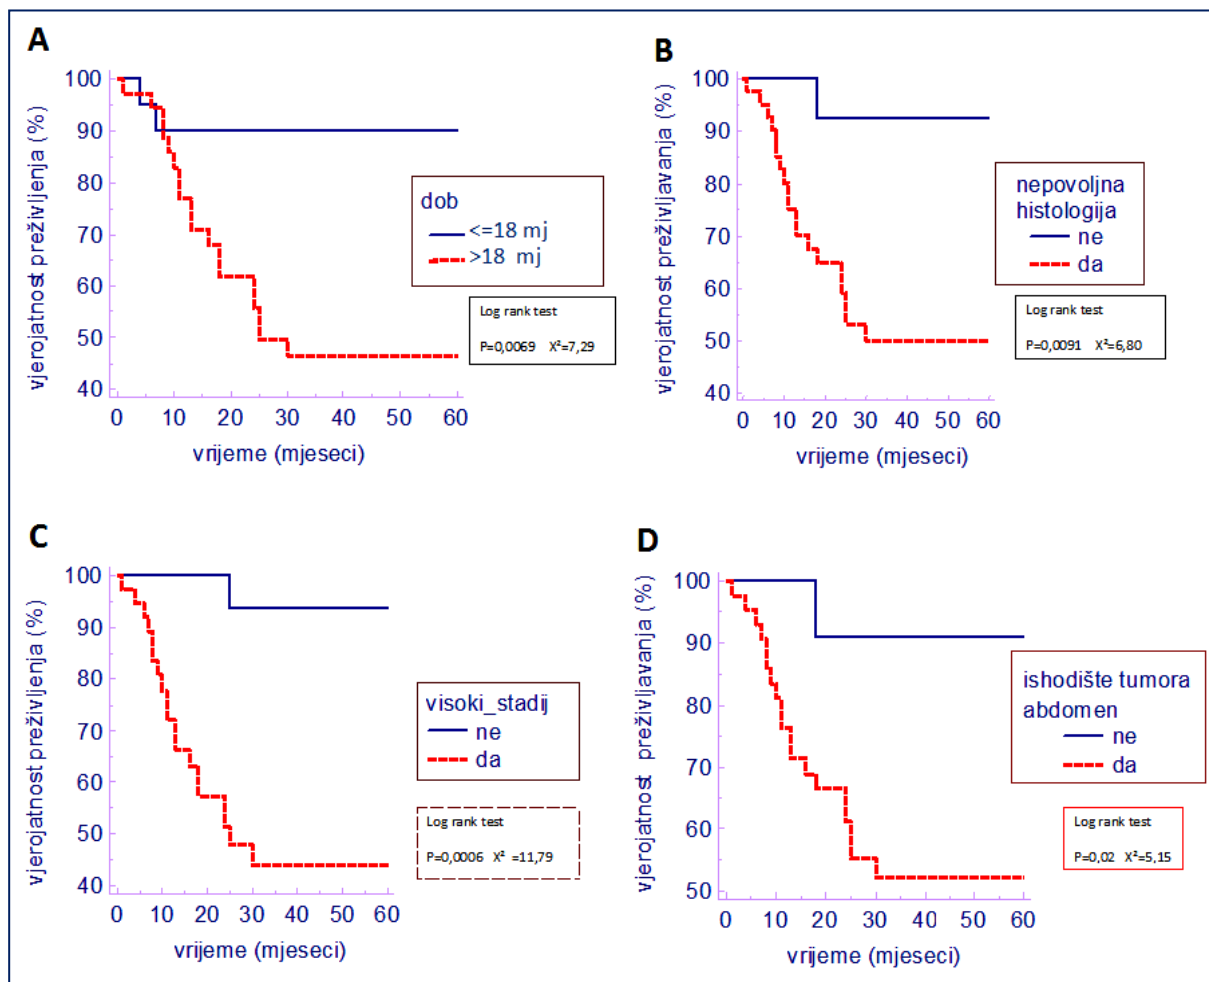 A
vjerojatnost preživljenja (%)
100
90
80
70
60
50
40
0 10 20 30 40 50 60
vrijeme (mjeseci)
dob
<=18 mj
>18 mj
Log rank test
P=0,0069 X²=7,29
B
vjerojatnost preživljavanja (%)
100
90
80
70
60
50
40
0 10 20 30 40 50 60
vrijeme (mjeseci)
nepovoljna
histologija
ne
da
Log rank test
P=0,0091 X²=6,80
C
vjerojatnost preživljenja (%)
100
90
80
70
60
50
40
0 10 20 30 40 50 60
vrijeme (mjeseci)
visoki_stadij
ne
da
Log rank test
P=0,0006 X² =11,79
D
vjerojatnost preživljavanja (%)
100
90
80
70
60
50
0 10 20 30 40 50 60
vrijeme (mjeseci)
ishodište tumora
abdomen
ne
da
Log rank test
P=0,02 X²=5,15